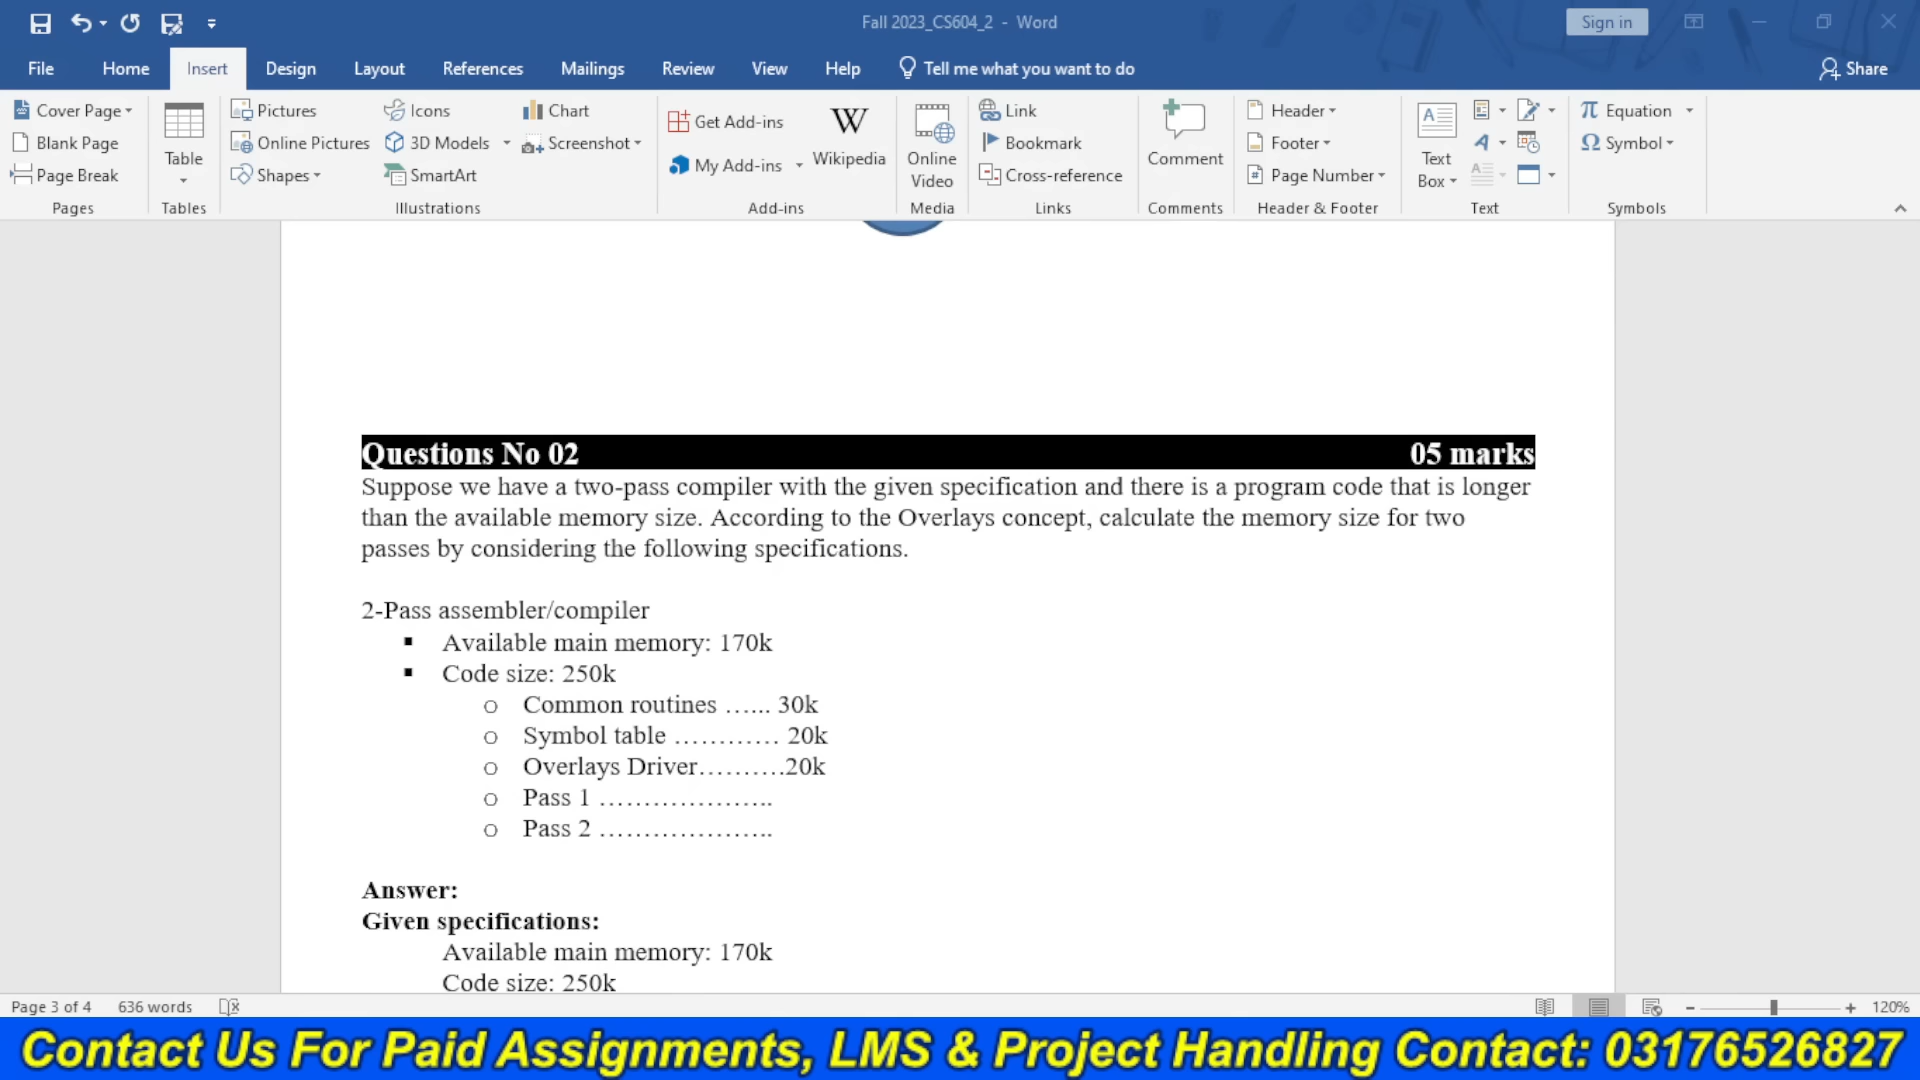 Fall 2023_CS604_2 - Word
Sign in
File Home Insert Design Layout References Mailings Review View Help Tell me what you want to do Share
Cover Page
Blank Page
Page Break
Pages
Table
Tables
Pictures
Online Pictures
Shapes
Icons
3D Models
SmartArt
Chart
Screenshot
Illustrations
Get Add-ins
My Add-ins
W
Wikipedia
Add-ins
Online
Video
Media
Link
Bookmark
Cross-reference
Links
Comment
Comments
Header
Footer
Page Number
Header & Footer
Text
Box
Text
π Equation
Ω Symbol
Symbols
Questions No 02 05 marks
Suppose we have a two-pass compiler with the given specification and there is a program code that is longer
than the available memory size. According to the Overlays concept, calculate the memory size for two
passes by considering the following specifications.
2-Pass assembler/compiler
▪ Available main memory: 170k
▪ Code size: 250k
o Common routines …... 30k
o Symbol table ………… 20k
o Overlays Driver……….20k
o Pass 1 ………………..
o Pass 2 ………………..
Answer:
Given specifications:
Available main memory: 170k
Code size: 250k
Page 3 of 4 636 words 120%
Contact Us For Paid Assignments, LMS & Project Handling Contact: 03176526827